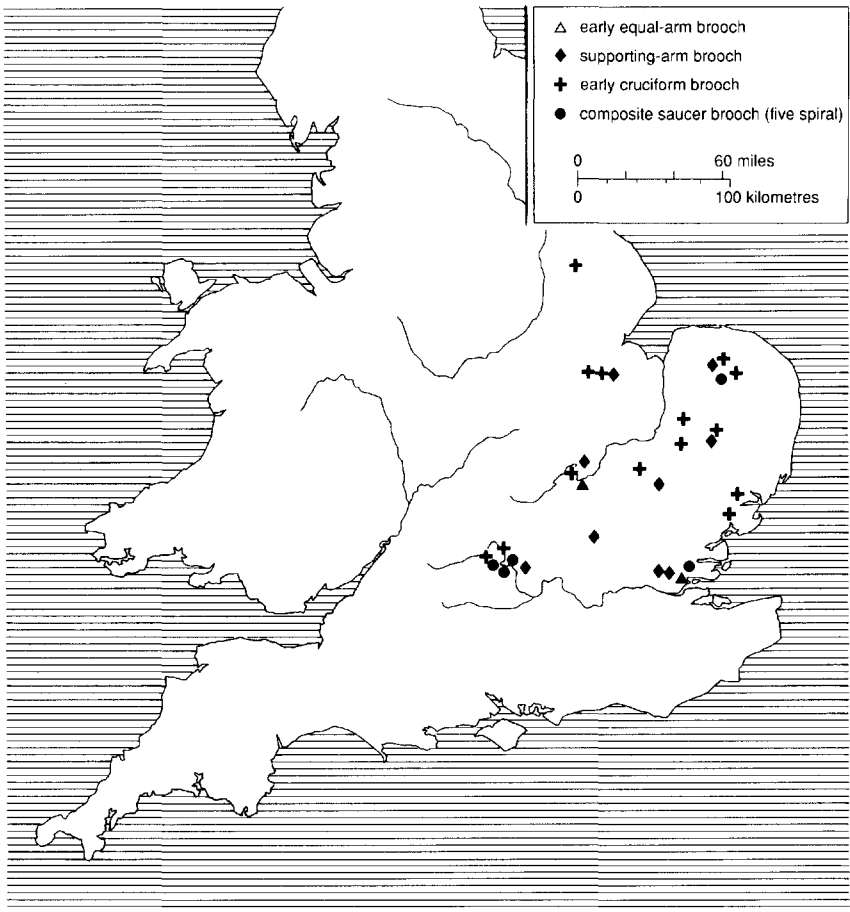 early equal-arm brooch
supporting-arm brooch
early cruciform brooch
composite saucer brooch (five spiral)
0 60 miles
0 100 kilometres